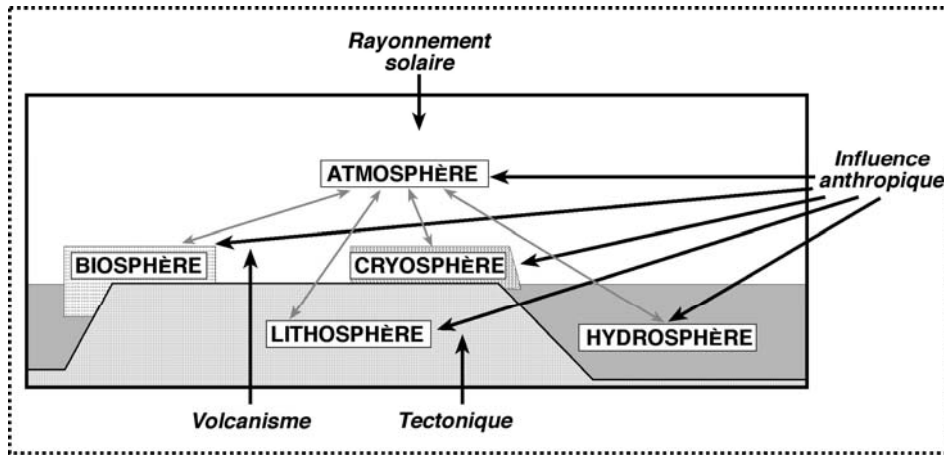 Rayonnement
solaire
ATMOSPHÈRE
Influence
anthropique
BIOSPHÈRE
CRYOSPHÈRE
LITHOSPHÈRE
HYDROSPHÈRE
Volcanisme
Tectonique